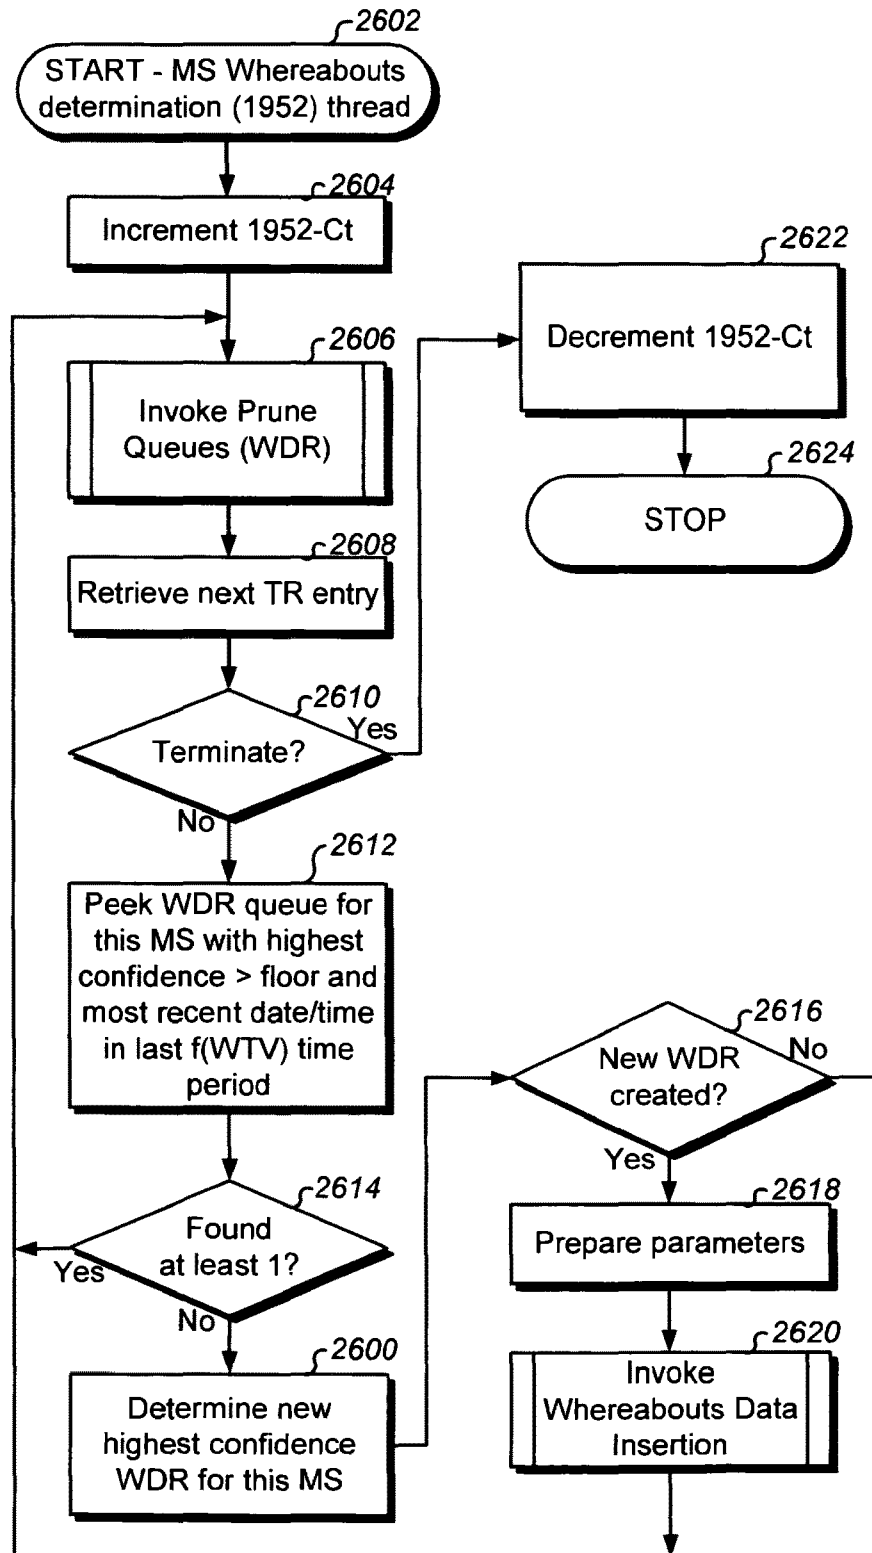 2602
START - MS Whereabouts
determination (1952) thread
2604
Increment 1952-Ct
2606
Invoke Prune
Queues (WDR)
2608
Retrieve next TR entry
2610
Terminate?
Yes
No
2622
Decrement 1952-Ct
2624
STOP
2612
Peek WDR queue for
this MS with highest
confidence > floor and
most recent date/time
in last f(WTV) time
period
2614
Found
at least 1?
Yes
No
2600
Determine new
highest confidence
WDR for this MS
2616
New WDR
created?
No
Yes
2618
Prepare parameters
2620
Invoke
Whereabouts Data
Insertion